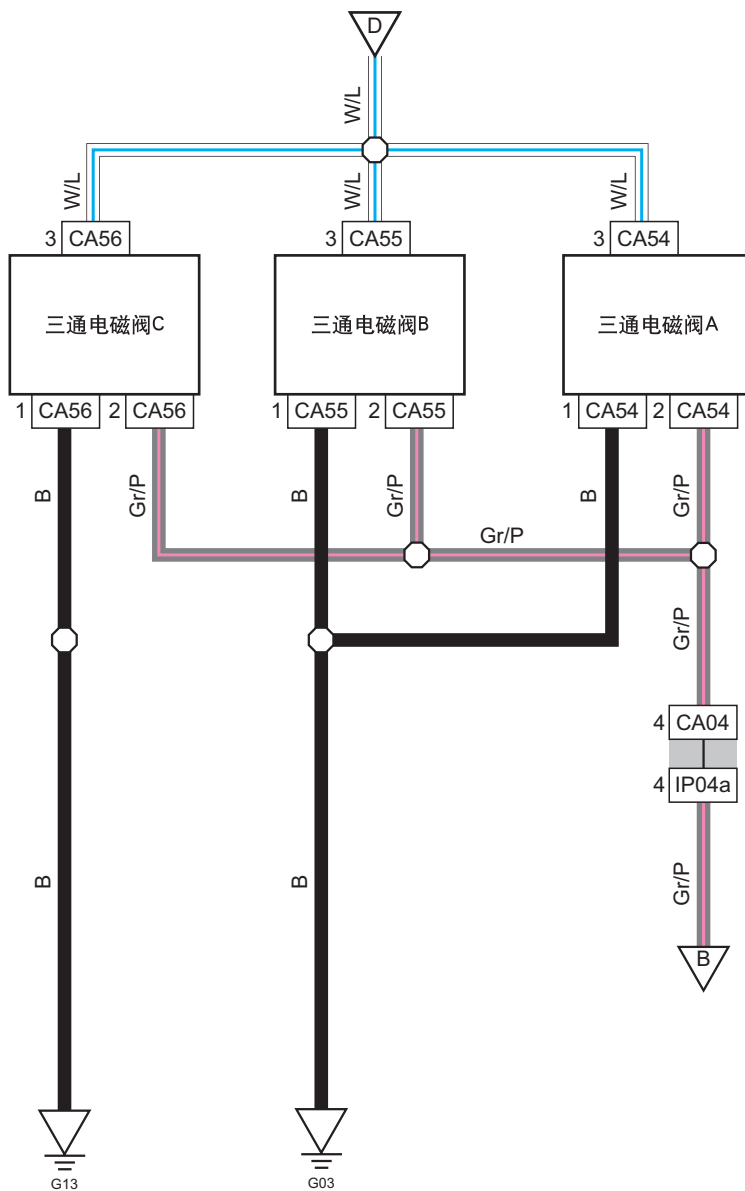 D
W/L
W/L
W/L
W/L
3 CA56
3 CA55
3 CA54
三通电磁阀C
三通电磁阀B
三通电磁阀A
1 CA56
2 CA56
1 CA55
2 CA55
1 CA54
2 CA54
B
Gr/P
B
Gr/P
B
Gr/P
Gr/P
Gr/P
4 CA04
4 IP04a
B
B
Gr/P
B
G13
G03